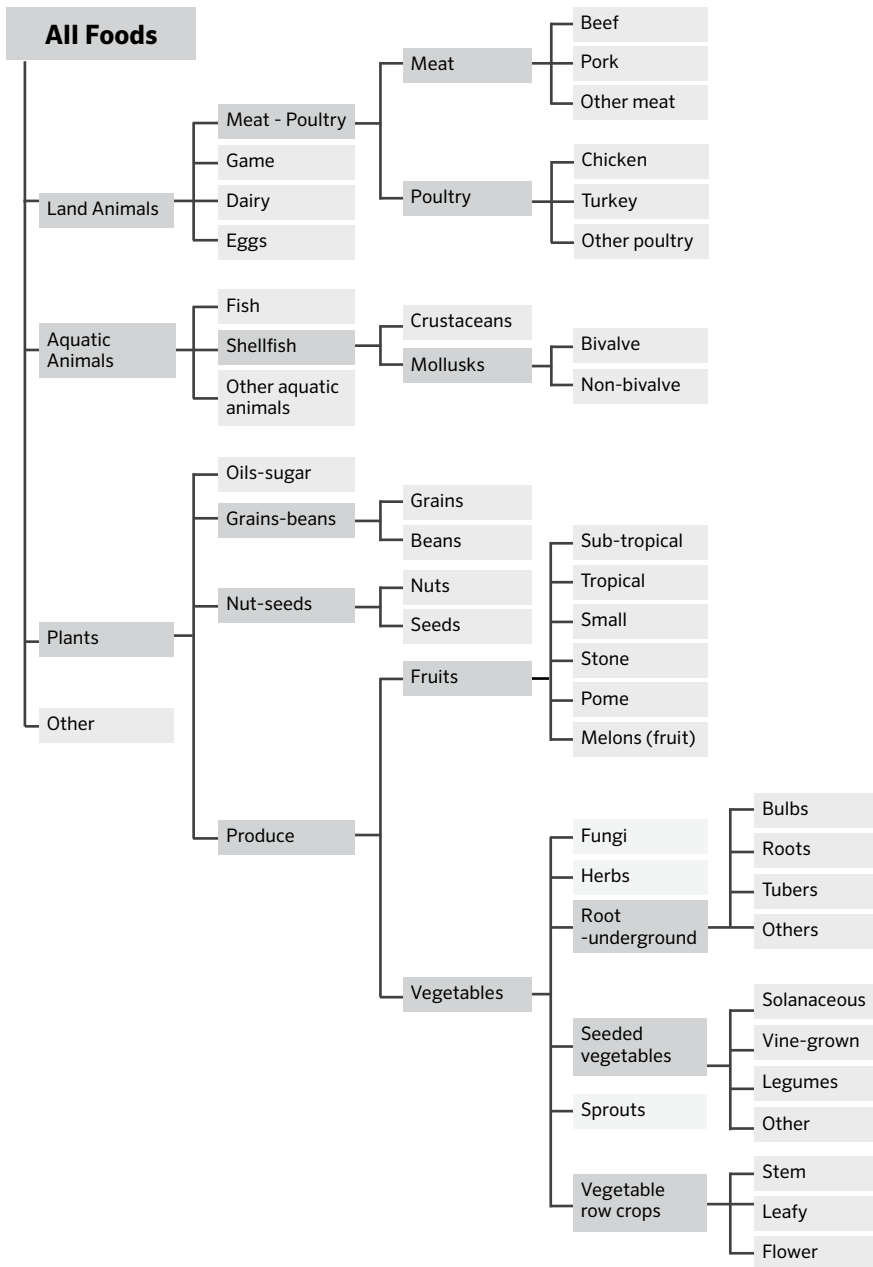 All Foods
Land Animals
Meat - Poultry
Game
Dairy
Eggs
Meat
Beef
Pork
Other meat
Poultry
Chicken
Turkey
Other poultry
Aquatic
Animals
Fish
Shellfish
Other aquatic
animals
Crustaceans
Mollusks
Bivalve
Non-bivalve
Plants
Oils-sugar
Grains-beans
Grains
Beans
Nut-seeds
Nuts
Seeds
Produce
Fruits
Sub-tropical
Tropical
Small
Stone
Pome
Melons (fruit)
Vegetables
Fungi
Herbs
Root
-underground
Bulbs
Roots
Tubers
Others
Seeded
vegetables
Solanaceous
Vine-grown
Legumes
Other
Sprouts
Vegetable
row crops
Stem
Leafy
Flower
Other